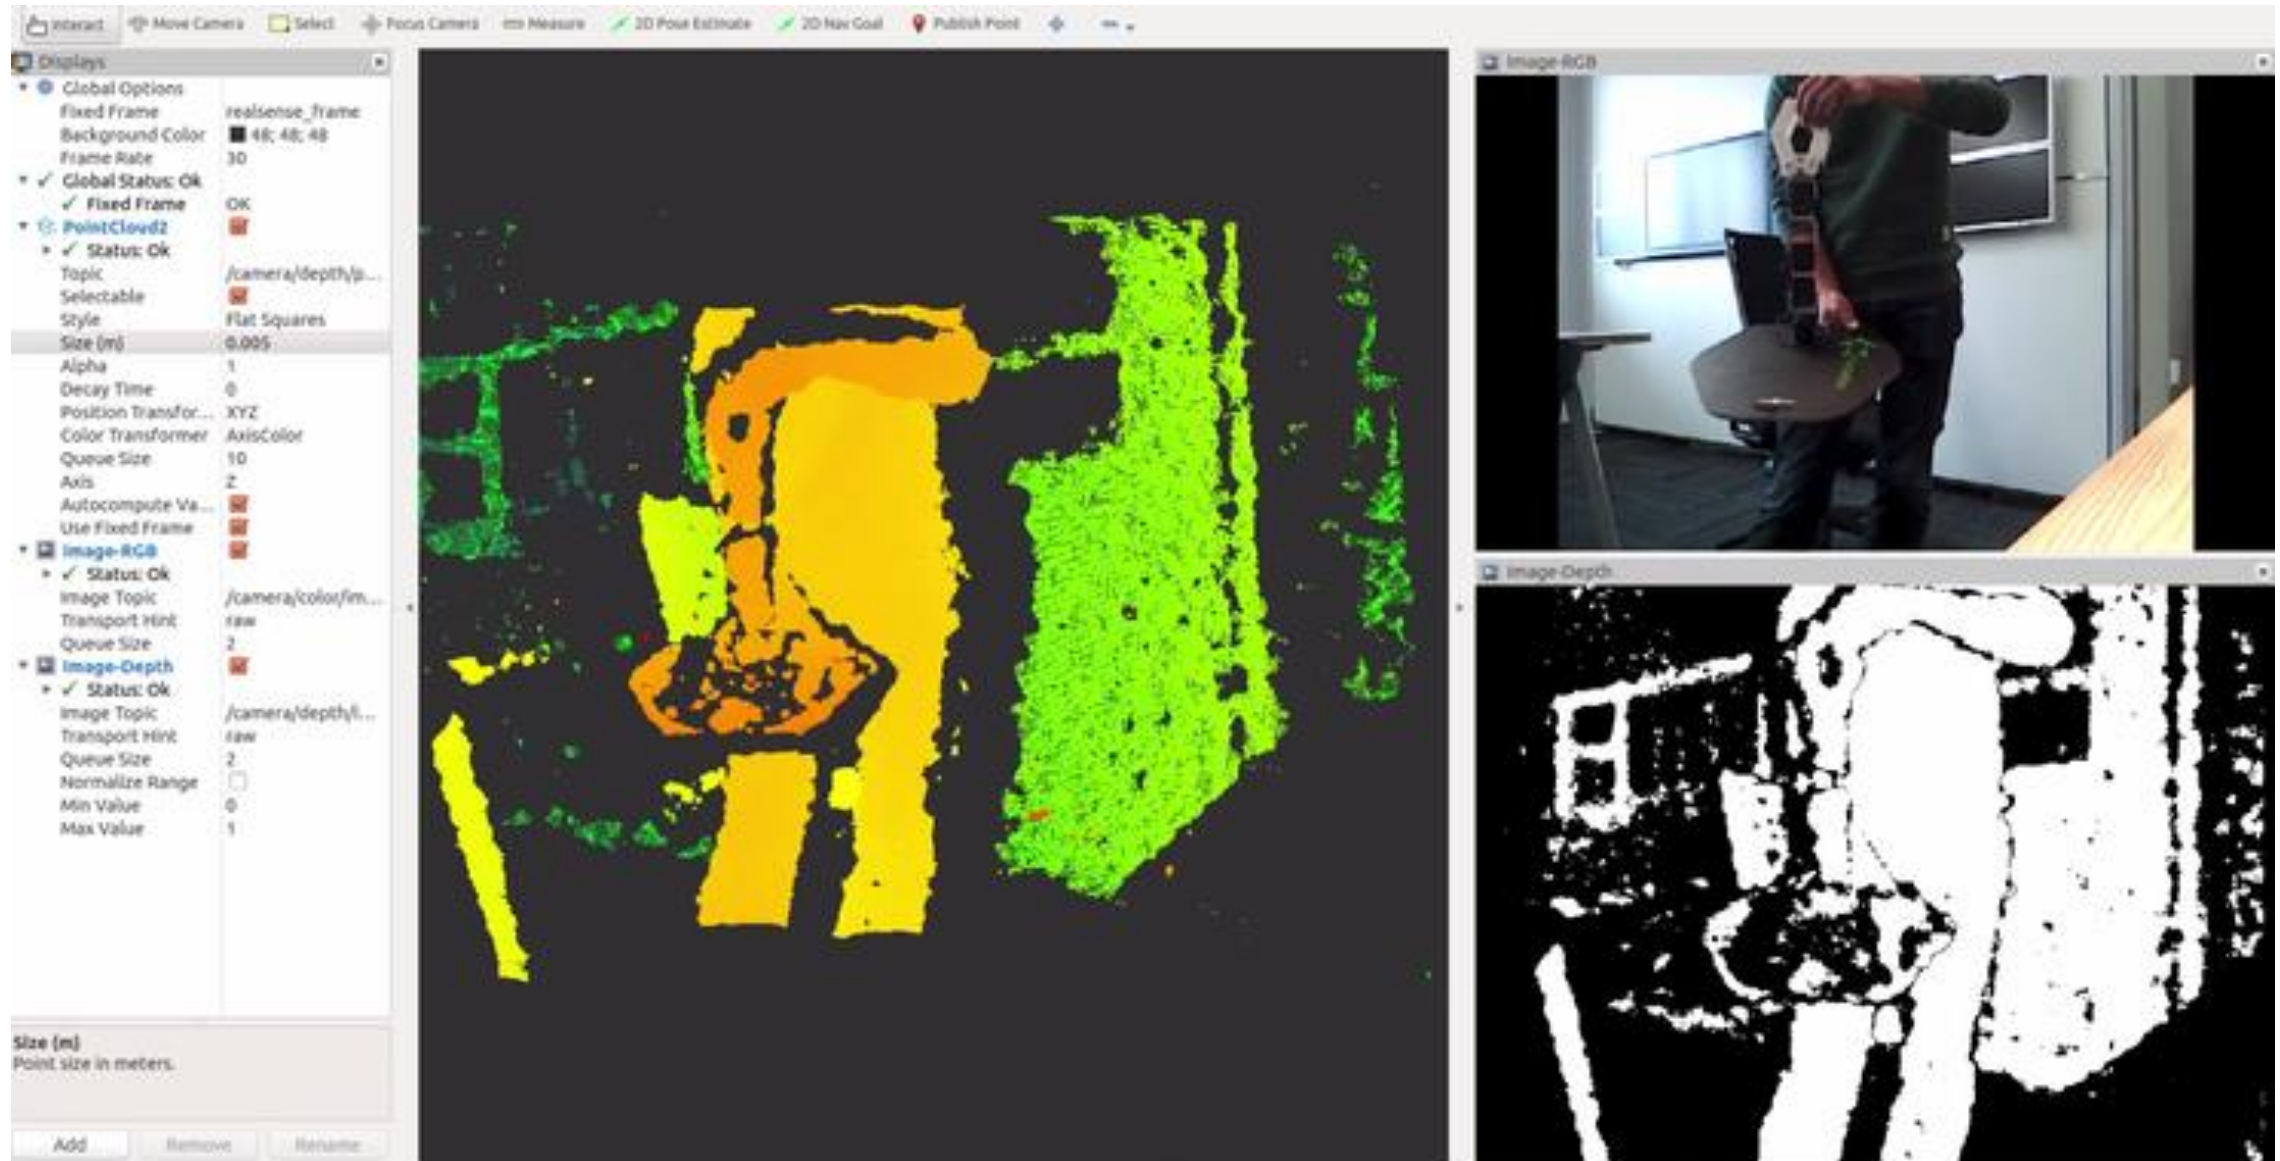 Interact Move Camera Select Focus Camera Measure 2D Pose Estimate 2D Nav Goal Publish Point
Displays
Global Options
Fixed Frame realsense_frame
Background Color 48; 48; 48
Frame Rate 30
Global Status: Ok
Fixed Frame OK
PointCloud2
Status: Ok
Topic /camera/depth/p...
Selectable
Style Flat Squares
Size (m) 0.005
Alpha 1
Decay Time 0
Position Transfor... XYZ
Color Transformer AxisColor
Queue Size 10
Axis Z
Autocompute Va...
Use Fixed Frame
Image-RGB
Status: Ok
Image Topic /camera/color/im...
Transport Hint raw
Queue Size 2
Image-Depth
Status: Ok
Image Topic /camera/depth/i...
Transport Hint raw
Queue Size 2
Normalize Range
Min Value 0
Max Value 1
Size (m)
Point size in meters.
Add Remove Rename
Image-RGB
Image-Depth